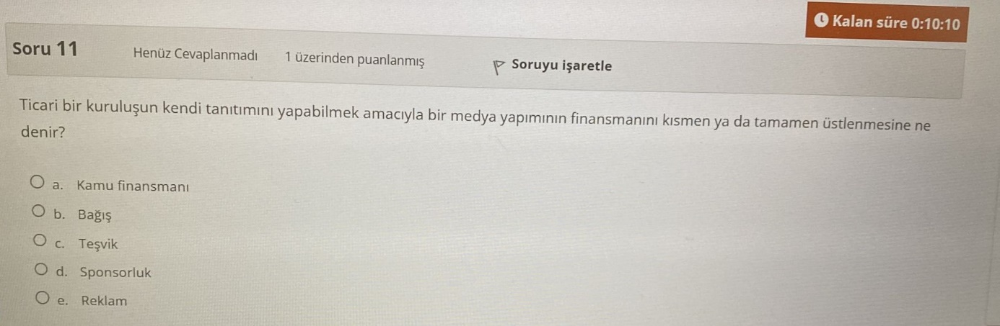 Kalan süre 0:10:10
Soru 11 Henüz Cevaplanmadı 1 üzerinden puanlanmış Soruyu işaretle
Ticari bir kuruluşun kendi tanıtımını yapabilmek amacıyla bir medya yapımının finansmanını kısmen ya da tamamen üstlenmesine ne
denir?
a. Kamu finansmanı
b. Bağış
c. Teşvik
d. Sponsorluk
e. Reklam